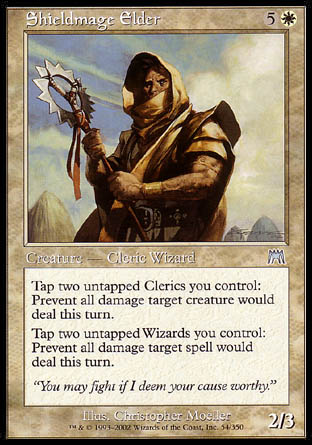 Shieldmage Elder 5
Creature — Cleric Wizard
Tap two untapped Clerics you control:
Prevent all damage target creature would
deal this turn.
Tap two untapped Wizards you control:
Prevent all damage target spell would
deal this turn.
"You may fight if I deem your cause worthy."
Illus. Christopher Moeller
™ & © 1993-2002 Wizards of the Coast, Inc. 54/350
2/3